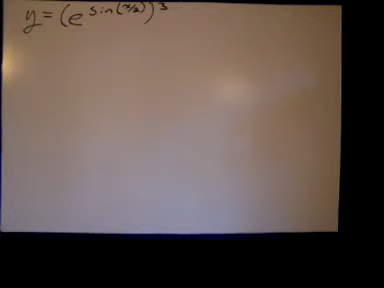 y = (e^sin(x/2))^3